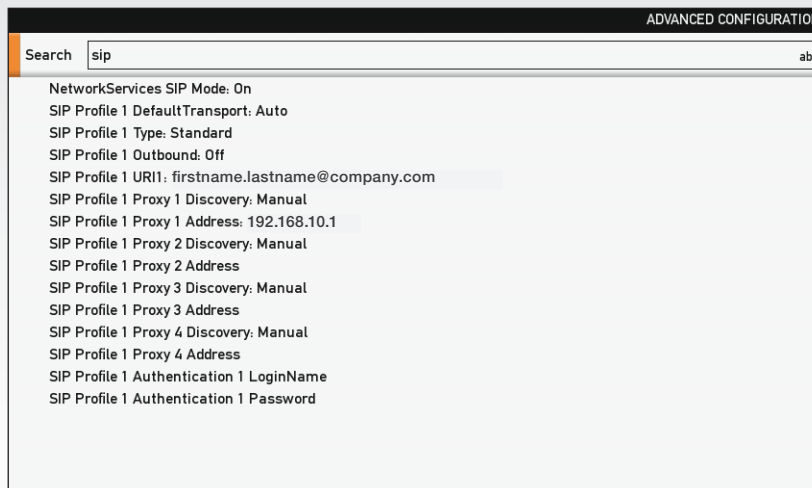 ADVANCED CONFIGURATION
Search sip ab
NetworkServices SIP Mode: On
SIP Profile 1 DefaultTransport: Auto
SIP Profile 1 Type: Standard
SIP Profile 1 Outbound: Off
SIP Profile 1 URI1: firstname.lastname@company.com
SIP Profile 1 Proxy 1 Discovery: Manual
SIP Profile 1 Proxy 1 Address: 192.168.10.1
SIP Profile 1 Proxy 2 Discovery: Manual
SIP Profile 1 Proxy 2 Address
SIP Profile 1 Proxy 3 Discovery: Manual
SIP Profile 1 Proxy 3 Address
SIP Profile 1 Proxy 4 Discovery: Manual
SIP Profile 1 Proxy 4 Address
SIP Profile 1 Authentication 1 LoginName
SIP Profile 1 Authentication 1 Password